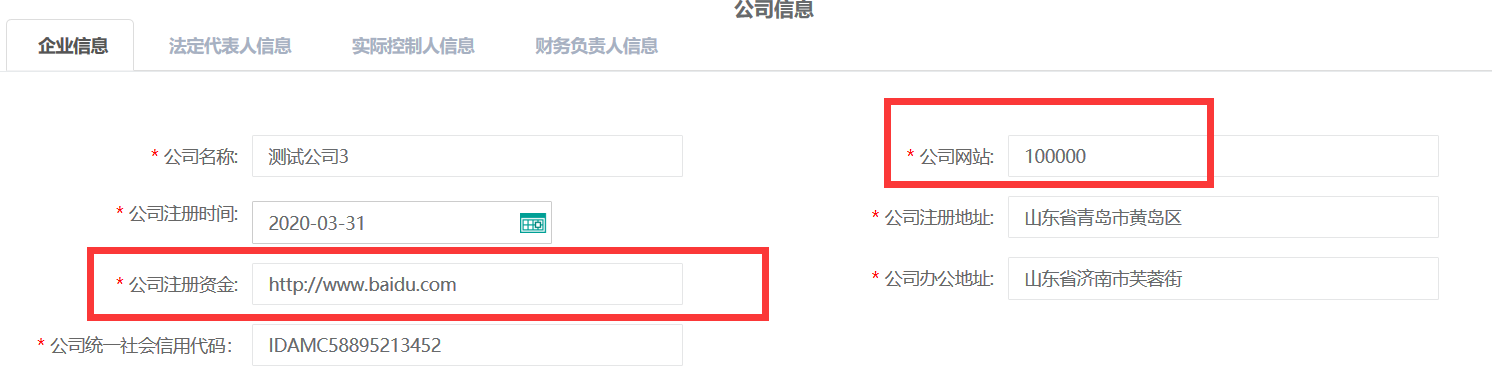 公司信息
企业信息 法定代表人信息 实际控制人信息 财务负责人信息
* 公司名称: 测试公司3
* 公司网站: 100000
* 公司注册时间: 2020-03-31
* 公司注册地址: 山东省青岛市黄岛区
* 公司注册资金: http://www.baidu.com
* 公司办公地址: 山东省济南市芙蓉街
* 公司统一社会信用代码: IDAMC58895213452